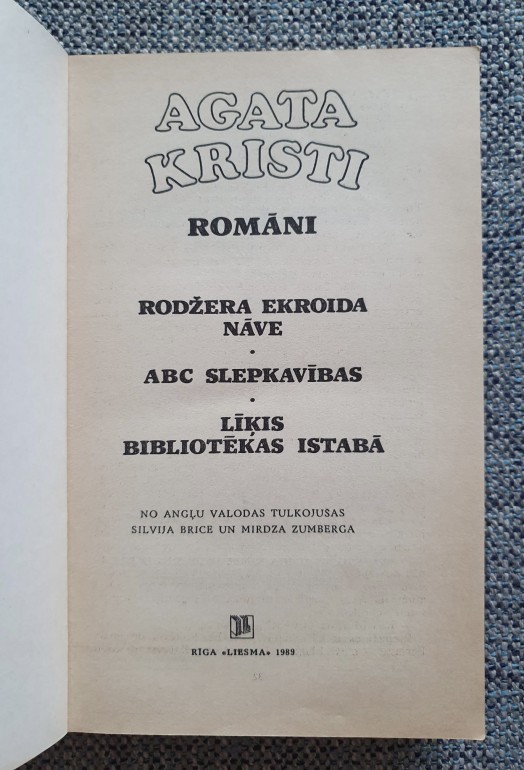 AGATA
KRISTI
ROMĀNI
RODŽERA EKROIDA
NĀVE
•
ABC SLEPKAVĪBAS
•
LĪĶIS
BIBLIOTĒKAS ISTABĀ
NO ANGĻU VALODAS TULKOJUSAS
SILVIJA BRICE UN MIRDZA ZUMBERGA
RĪGA «LIESMA» 1989